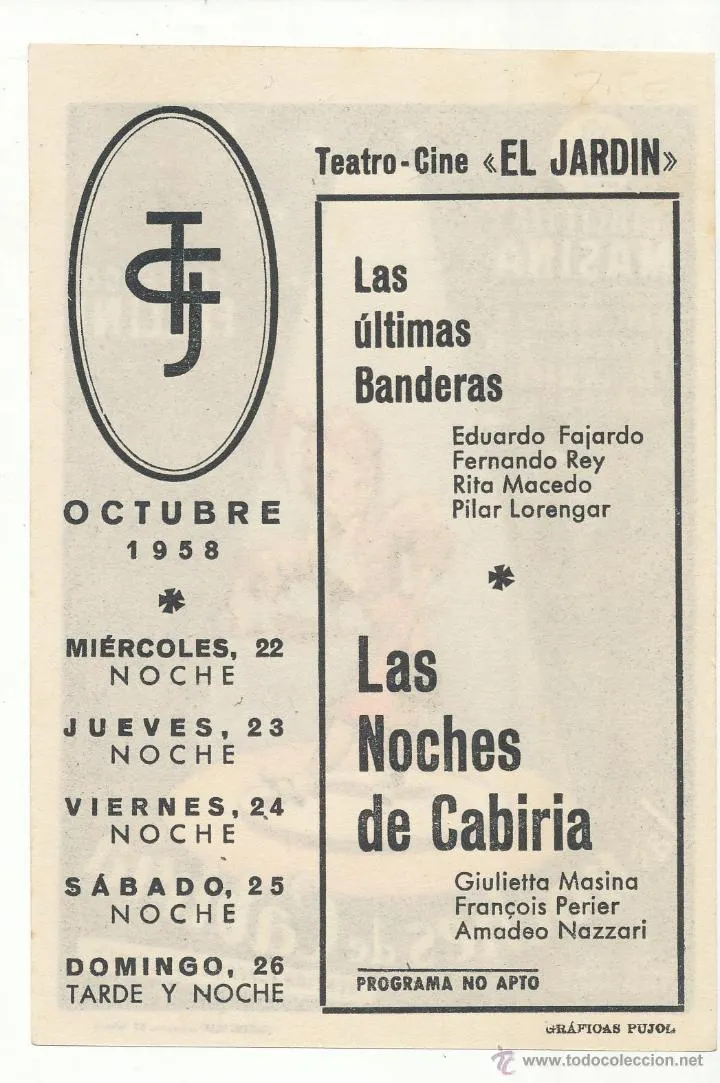 TCJ
OCTUBRE
1958
MIÉRCOLES, 22
NOCHE
JUEVES, 23
NOCHE
VIERNES, 24
NOCHE
SÁBADO, 25
NOCHE
DOMINGO, 26
TARDE Y NOCHE
Teatro-Cine «EL JARDIN»
Las
últimas
Banderas
Eduardo Fajardo
Fernando Rey
Rita Macedo
Pilar Lorengar
Las
Noches
de Cabiria
Giulietta Masina
François Perier
Amadeo Nazzari
PROGRAMA NO APTO
GRÁFICAS PUJOL
www.todocoleccion.net